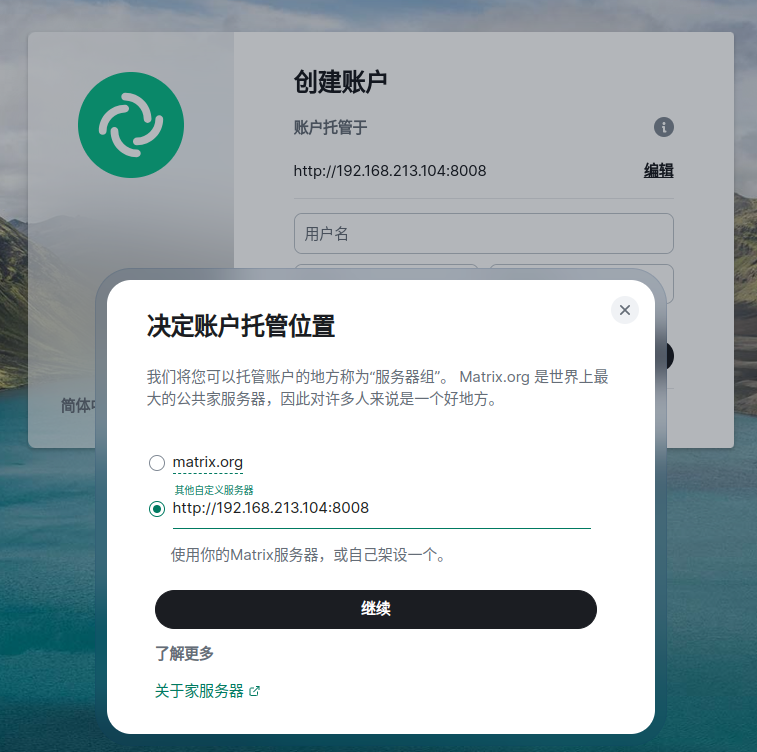 创建账户
账户托管于
http://192.168.213.104:8008 编辑
用户名
决定账户托管位置
我们将您可以托管账户的地方称为“服务器组”。 Matrix.org 是世界上最
大的公共家服务器，因此对许多人来说是一个好地方。
matrix.org
其他自定义服务器
http://192.168.213.104:8008
使用你的Matrix服务器，或自己架设一个。
继续
了解更多
关于家服务器
简体